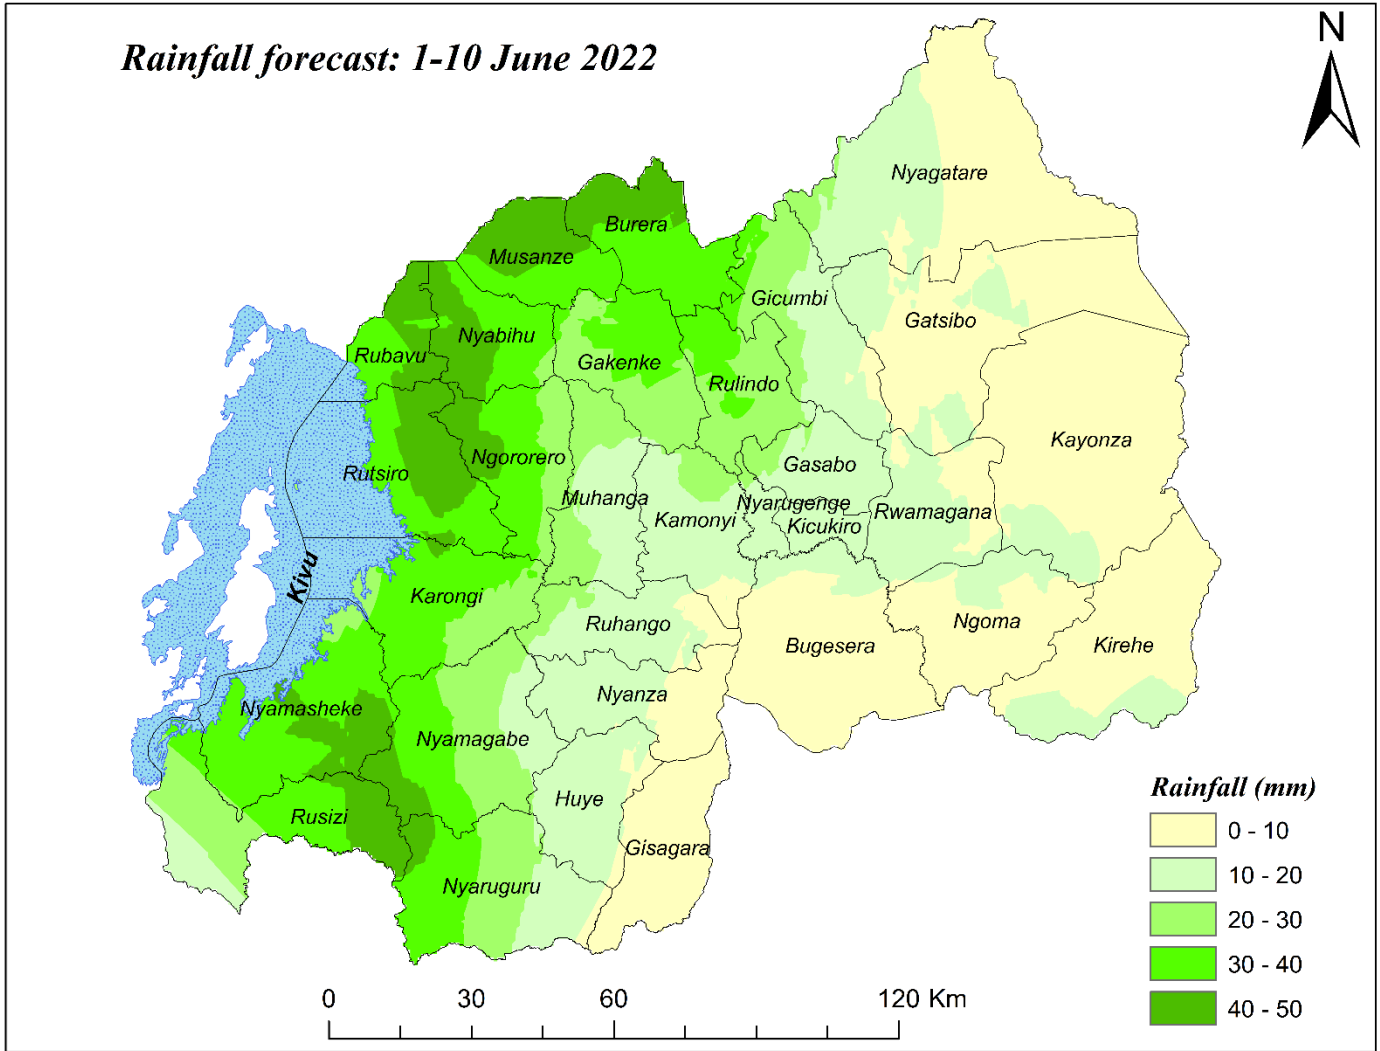 Rainfall forecast: 1-10 June 2022
N
Nyagatare
Burera
Musanze
Gicumbi
Gatsibo
Nyabihu
Rubavu
Gakenke
Rulindo
Kayonza
Ngororero
Gasabo
Rutsiro
Muhanga
Nyarugenge
Rwamagana
Kamonyi
Kicukiro
Kivu
Karongi
Ruhango
Ngoma
Bugesera
Kirehe
Nyanza
Nyamasheke
Nyamagabe
Huye
Rusizi
Gisagara
Nyaruguru
Rainfall (mm)
0 - 10
10 - 20
20 - 30
30 - 40
40 - 50
0 30 60 120 Km